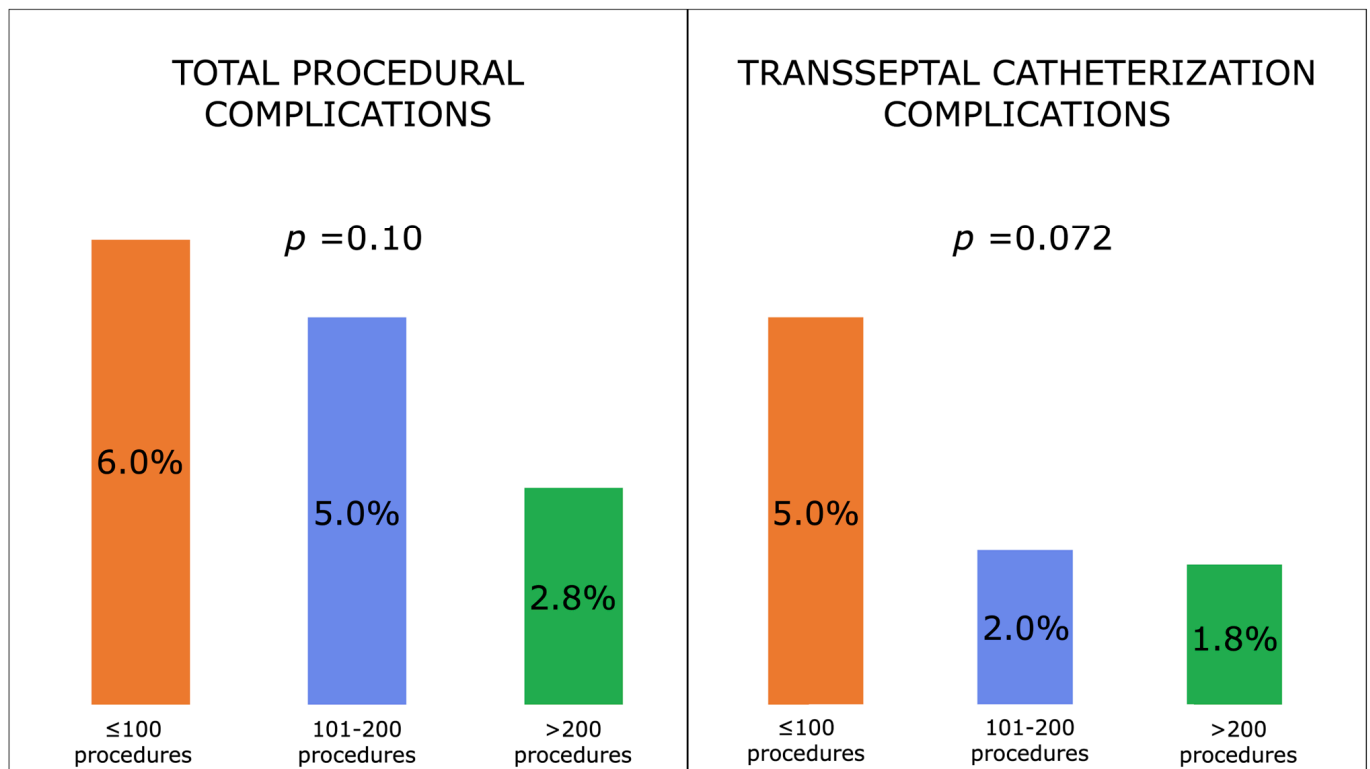 TOTAL PROCEDURAL
COMPLICATIONS
p =0.10
6.0%
5.0%
2.8%
≤100
procedures
101-200
procedures
>200
procedures
TRANSSEPTAL CATHETERIZATION
COMPLICATIONS
p =0.072
5.0%
2.0%
1.8%
≤100
procedures
101-200
procedures
>200
procedures